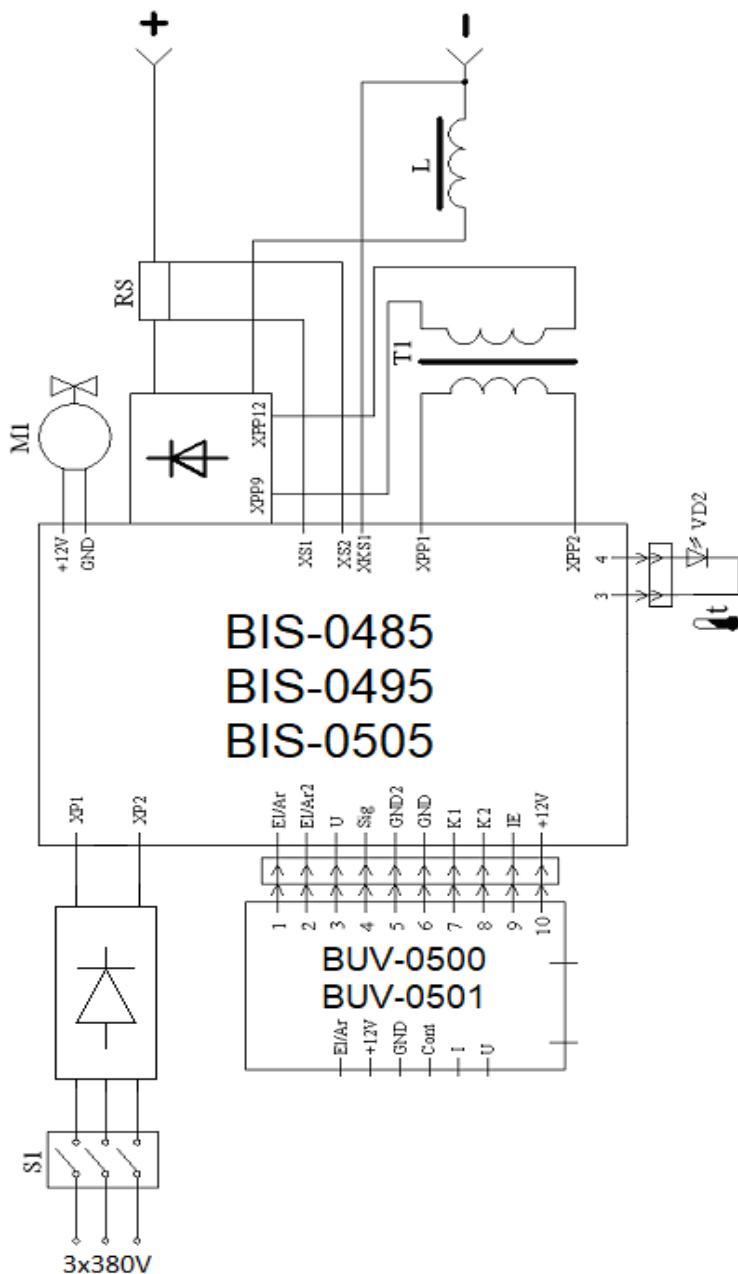 +
-
L
RS
T1
M1
XPP12
XPP9
+12V
GND
XS1
XS2
XKS1
XPP1
XPP2
4
3
VD2
t
BIS-0485
BIS-0495
BIS-0505
XP1
XP2
El/Ar
El/Ar2
U
Sig
GND2
GND
K1
K2
IE
+12V
1
2
3
4
5
6
7
8
9
10
BUV-0500
BUV-0501
El/Ar
+12V
GND
Cont
I
U
S1
3x380V